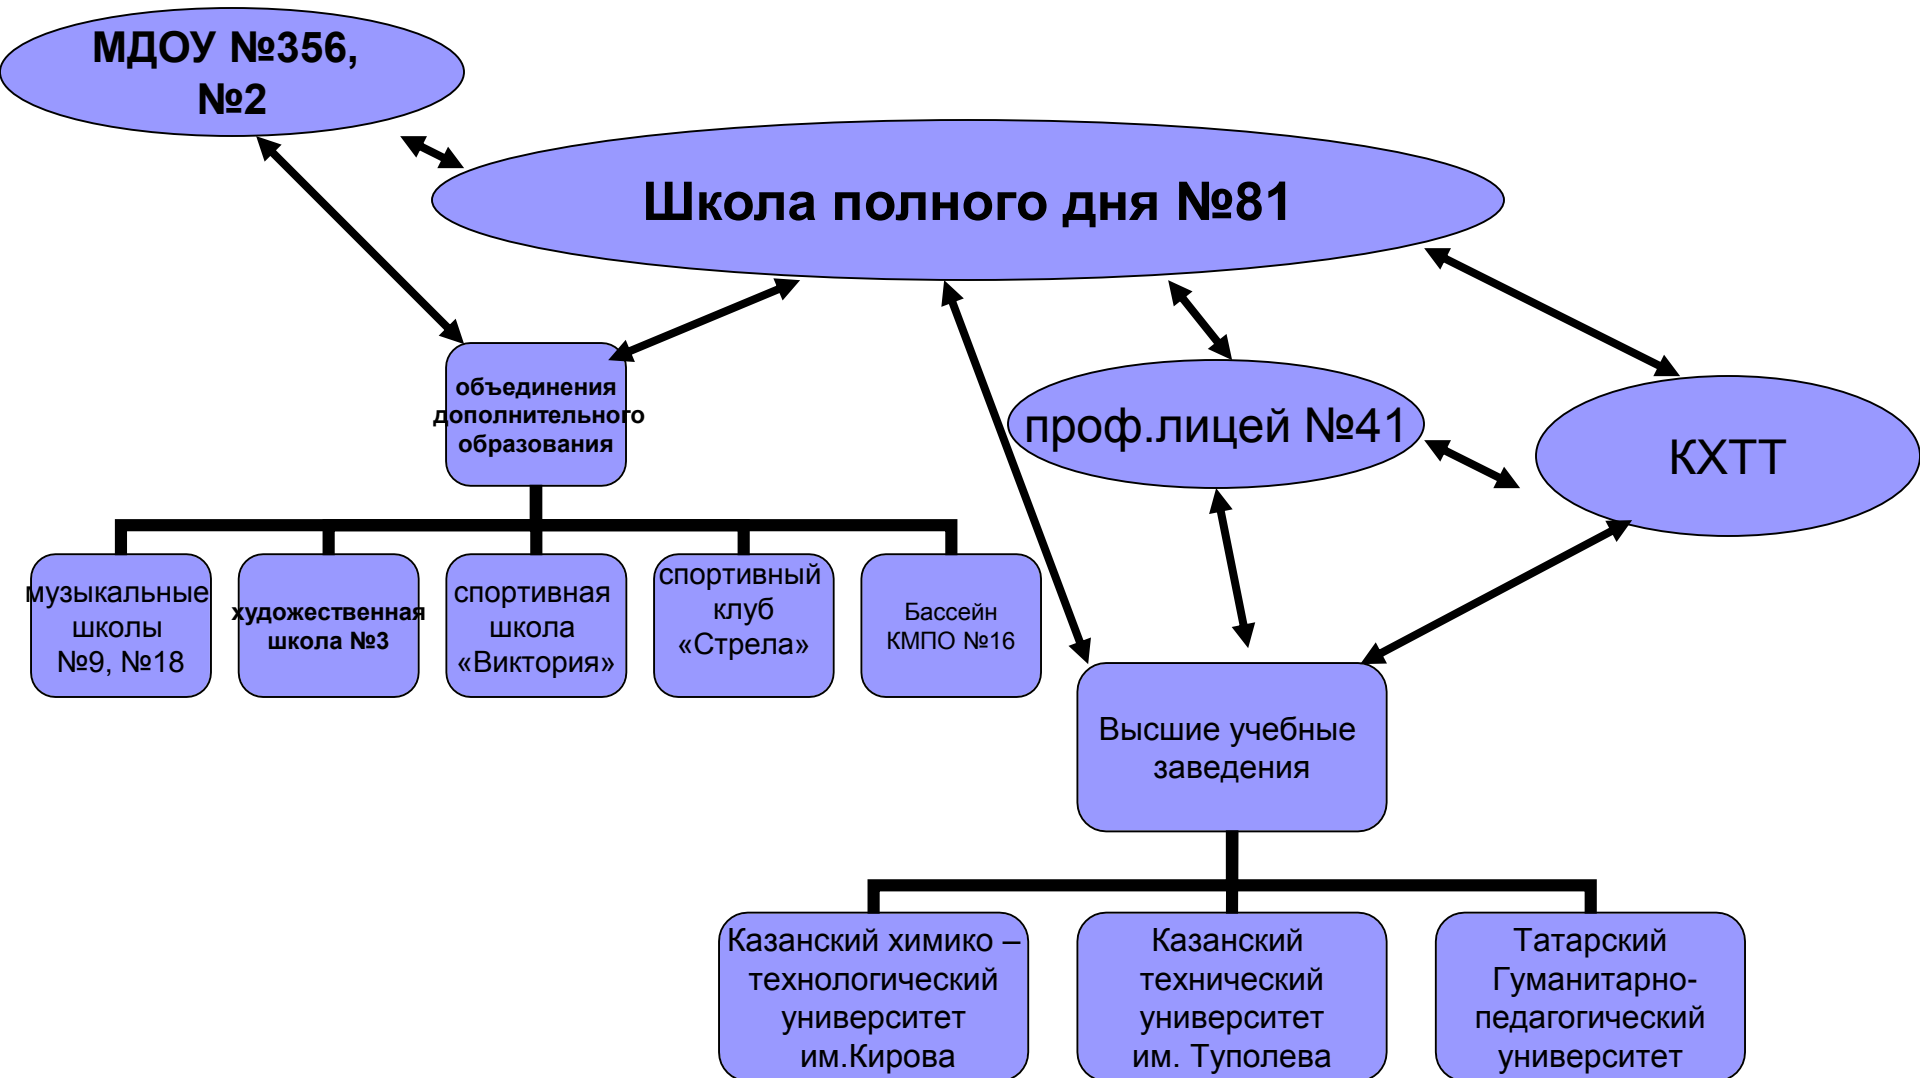 МДОУ №356,
№2
Школа полного дня №81
объединения
дополнительного
образования
проф.лицей №41
КХТТ
музыкальные
школы
№9, №18
художественная
школа №3
спортивная
школа
«Виктория»
спортивный
клуб
«Стрела»
Бассейн
КМПО №16
Высшие учебные
заведения
Казанский химико –
технологический
университет
им.Кирова
Казанский
технический
университет
им. Туполева
Татарский
Гуманитарно-
педагогический
университет